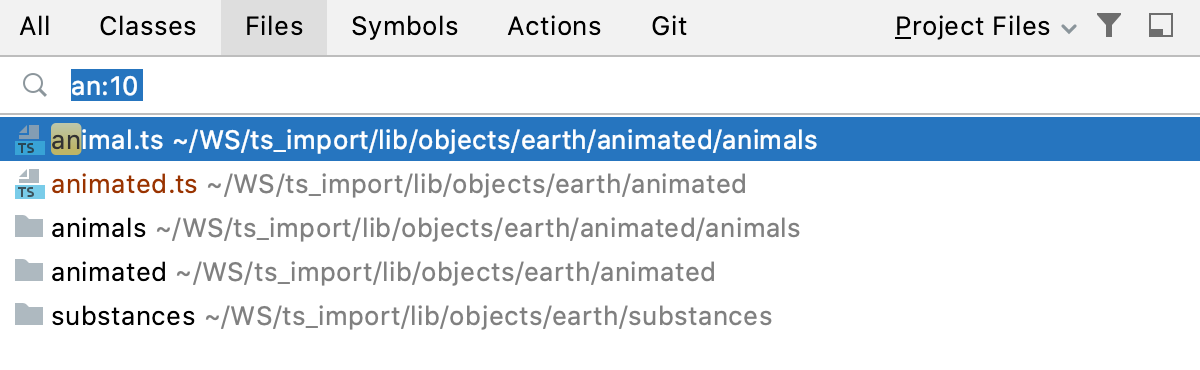 All Classes Files Symbols Actions Git Project Files
an:10
TS animal.ts ~/WS/ts_import/lib/objects/earth/animated/animals
TS animated.ts ~/WS/ts_import/lib/objects/earth/animated
animals ~/WS/ts_import/lib/objects/earth/animated/animals
animated ~/WS/ts_import/lib/objects/earth/animated
substances ~/WS/ts_import/lib/objects/earth/substances